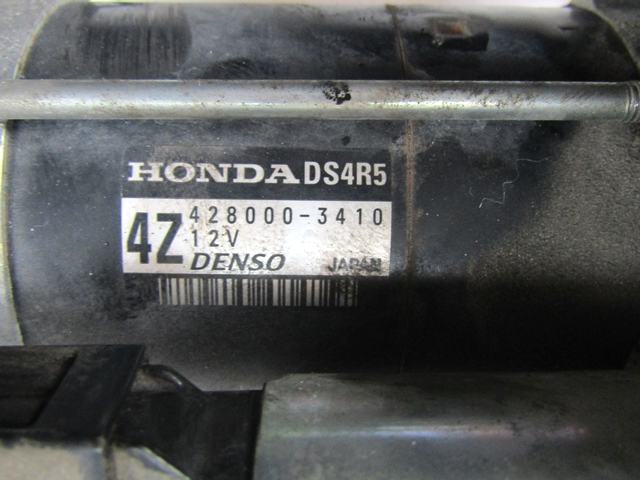 HONDA DS4R5
4Z 428000-3410
12V
DENSO JAPAN